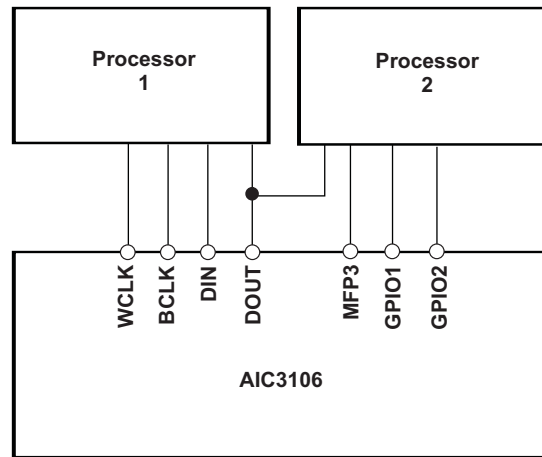 Processor
1
Processor
2
WCLK
BCLK
DIN
DOUT
MFP3
GPIO1
GPIO2
AIC3106